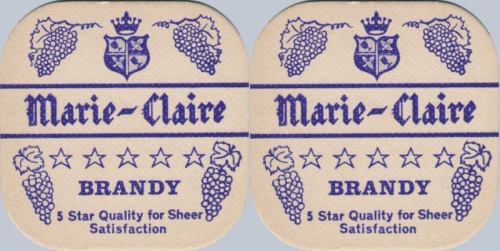 Marie-Claire
BRANDY
5 Star Quality for Sheer
Satisfaction
Marie-Claire
BRANDY
5 Star Quality for Sheer
Satisfaction